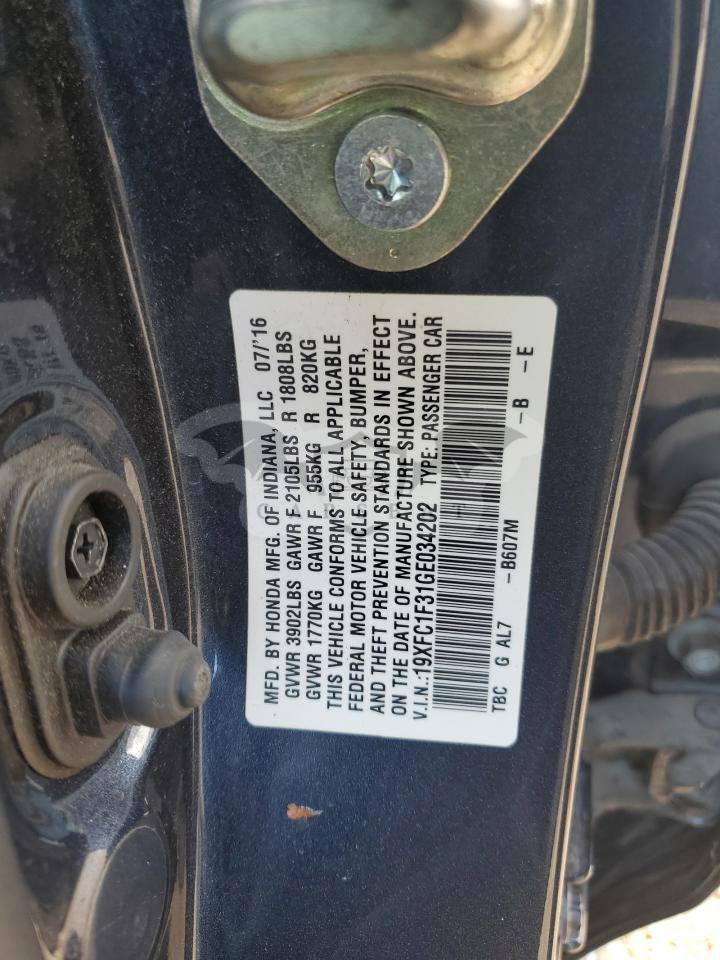 MFD. BY HONDA MFG. OF INDIANA, LLC 07/'16
GVWR 3902LBS GAWR F 2105LBS R 1808LBS
GVWR 1770KG GAWR F 955KG R 820KG
THIS VEHICLE CONFORMS TO ALL APPLICABLE
FEDERAL MOTOR VEHICLE SAFETY, BUMPER,
AND THEFT PREVENTION STANDARDS IN EFFECT
ON THE DATE OF MANUFACTURE SHOWN ABOVE.
V.I.N.:19XFC1F31GE034202 TYPE: PASSENGER CAR
TBC G AL7 -B607M -B -E